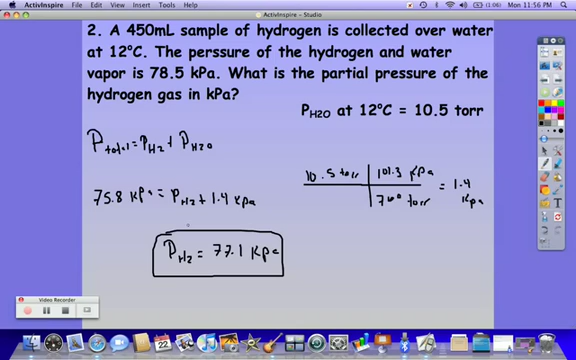 ActivInspire File Edit View Insert Tools Help (1:06) Mon 11:56 PM
ActivInspire - Studio
2. A 450mL sample of hydrogen is collected over water
at 12°C. The perssure of the hydrogen and water
vapor is 78.5 kPa. What is the partial pressure of the
hydrogen gas in kPa?
PH2O at 12°C = 10.5 torr
Ptotal = PH2 + PH2O
10.5 torr 101.3 KPa
760 torr
= 1.4 KPa
75.8 KPa = PH2 + 1.4 KPa
PH2 = 77.1 KPa
Video Recorder